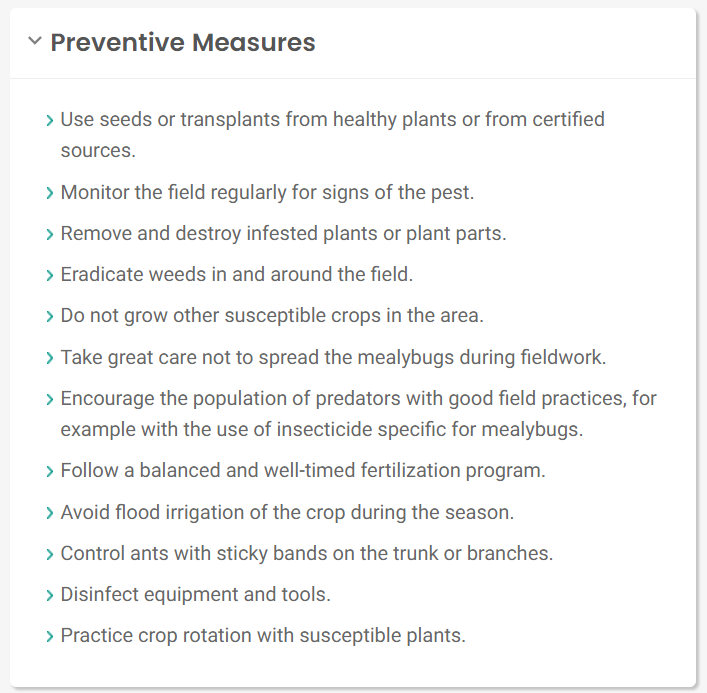 Preventive Measures
Use seeds or transplants from healthy plants or from certified
sources.
Monitor the field regularly for signs of the pest.
Remove and destroy infested plants or plant parts.
Eradicate weeds in and around the field.
Do not grow other susceptible crops in the area.
Take great care not to spread the mealybugs during fieldwork.
Encourage the population of predators with good field practices, for
example with the use of insecticide specific for mealybugs.
Follow a balanced and well-timed fertilization program.
Avoid flood irrigation of the crop during the season.
Control ants with sticky bands on the trunk or branches.
Disinfect equipment and tools.
Practice crop rotation with susceptible plants.